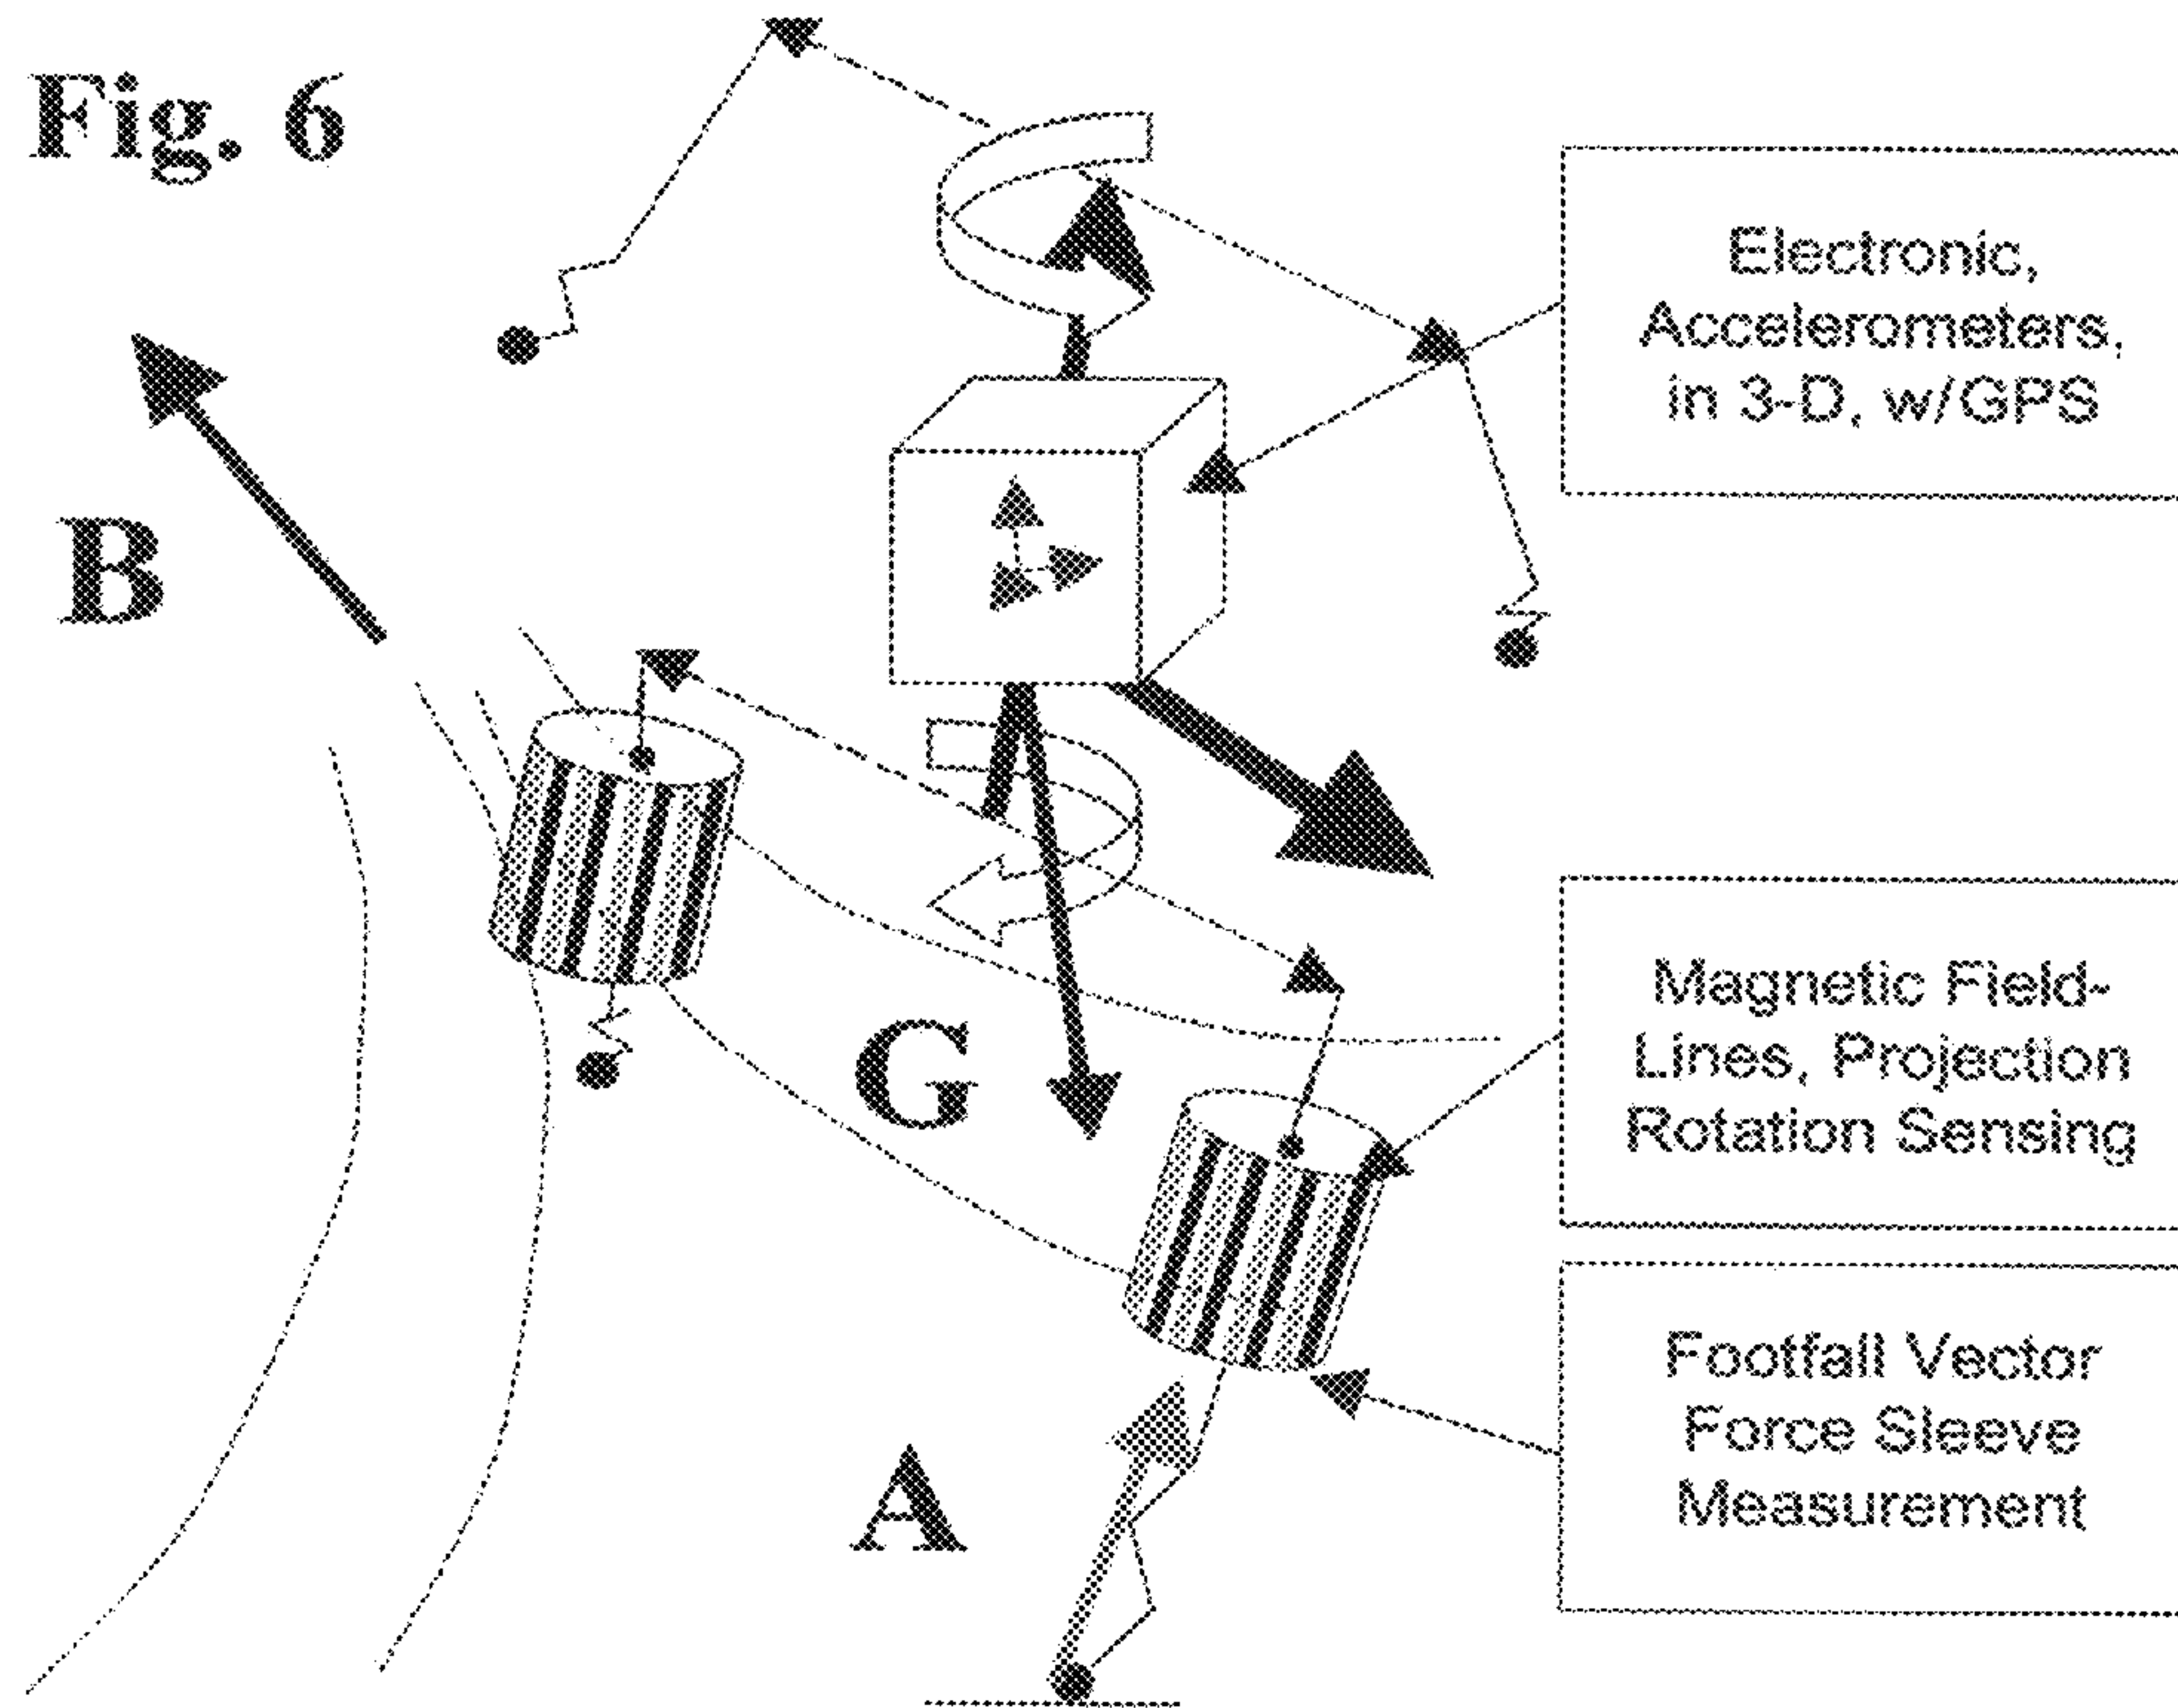 Fig. 6
Electronic,
Accelerometers,
in 3-D, w/GPS
B
Magnetic Field-
Lines, Projection
Rotation Sensing
G
Footfall Vector
Force Sleeve
Measurement
A